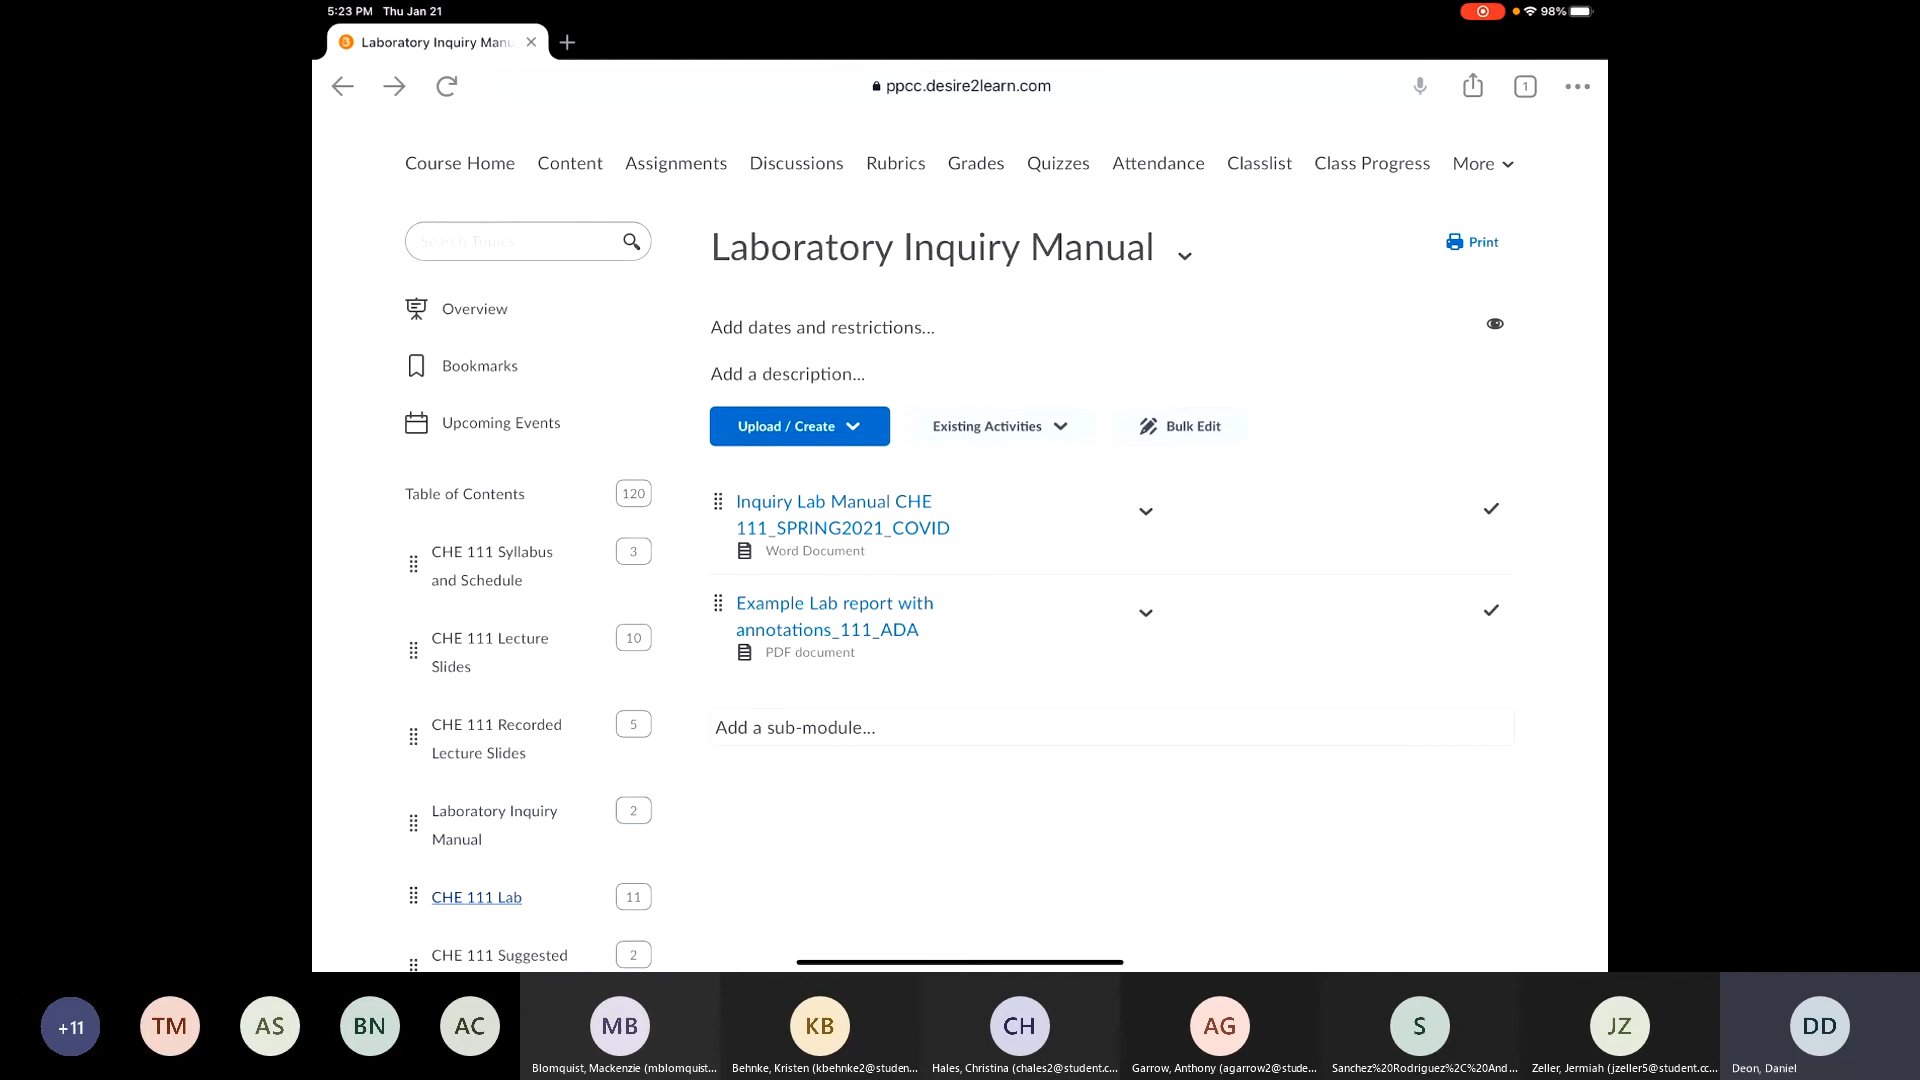 5:23 PM Thu Jan 21
98%
Laboratory Inquiry Manu
ppcc.desire2learn.com
1
Course Home Content Assignments Discussions Rubrics Grades Quizzes Attendance Classlist Class Progress More
Search Topics
Laboratory Inquiry Manual
Print
Overview
Add dates and restrictions...
Bookmarks
Add a description...
Upcoming Events
Upload / Create
Existing Activities
Bulk Edit
Table of Contents 120
Inquiry Lab Manual CHE
111_SPRING2021_COVID
Word Document
CHE 111 Syllabus
and Schedule
3
Example Lab report with
annotations_111_ADA
PDF document
CHE 111 Lecture
Slides
10
CHE 111 Recorded
Lecture Slides
5
Add a sub-module...
Laboratory Inquiry
Manual
2
CHE 111 Lab 11
CHE 111 Suggested 2
+11 TM AS BN AC MB KB CH AG S JZ DD
Blomquist, Mackenzie (mblomquist...
Behnke, Kristen (kbehnke2@studen...
Hales, Christina (chales2@student.c...
Garrow, Anthony (agarrow2@stude...
Sanchez%20Rodriguez%2C%20And...
Zeller, Jermiah (jzeller5@student.cc...
Deon, Daniel